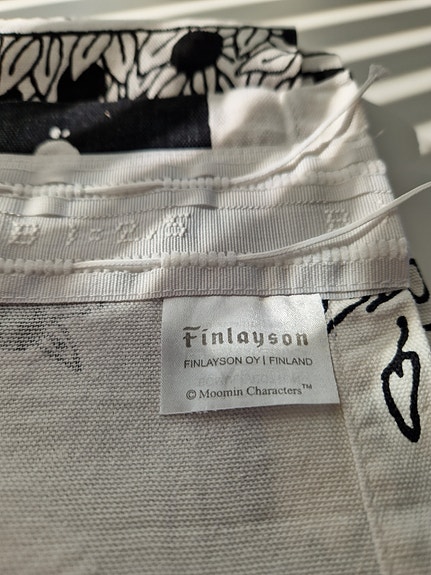 Finlayson
FINLAYSON OY | FINLAND
© Moomin Characters™